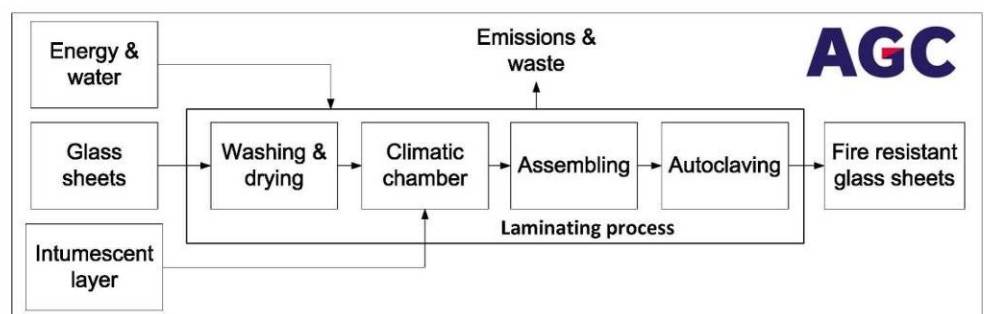 Energy &
water
Emissions &
waste
AGC
Glass
sheets
Washing &
drying
Climatic
chamber
Assembling
Autoclaving
Fire resistant
glass sheets
Laminating process
Intumescent
layer